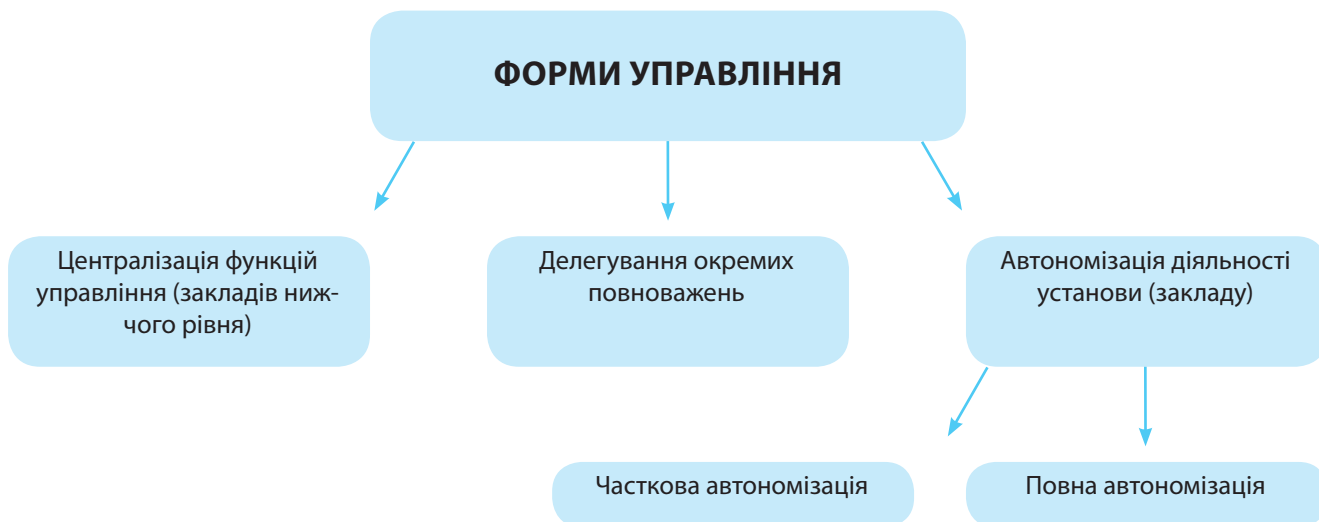 ФОРМИ УПРАВЛІННЯ
Централізація функцій
управління (закладів ниж-
чого рівня)
Делегування окремих
повноважень
Автономізація діяльності
установи (закладу)
Часткова автономізація
Повна автономізація